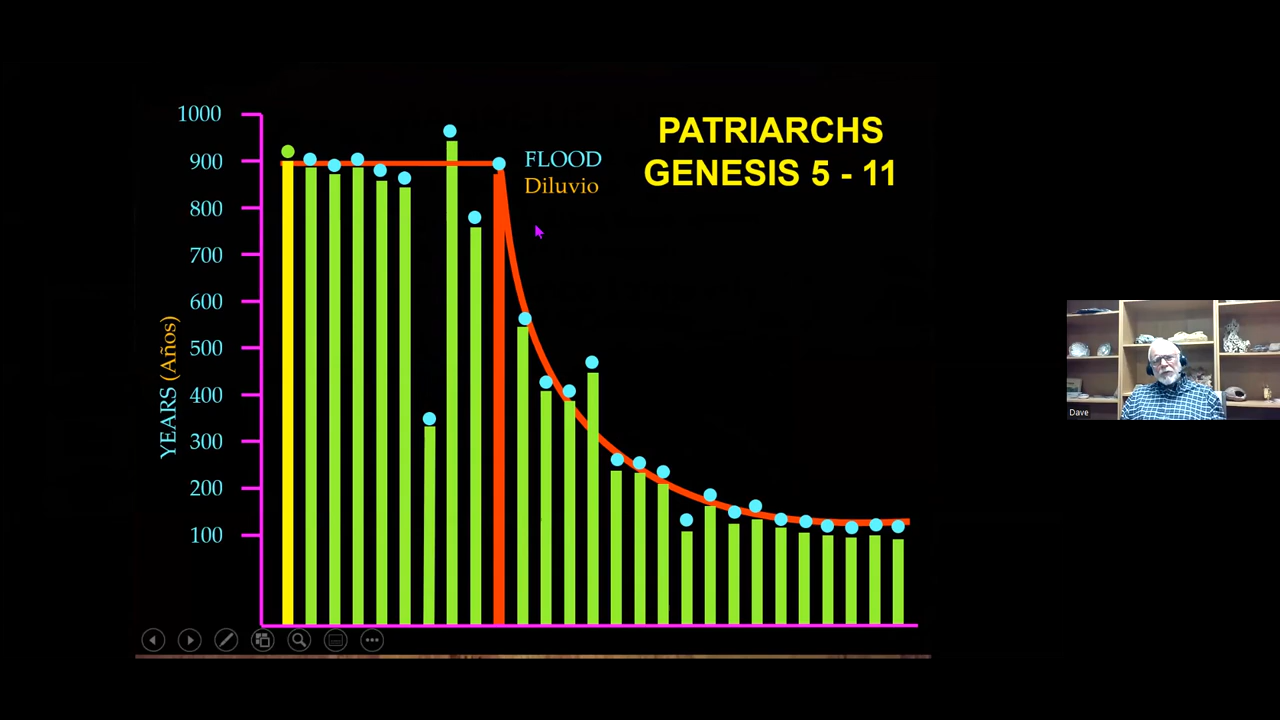 PATRIARCHS
GENESIS 5 - 11
FLOOD
Diluvio
YEARS (Años)
1000
900
800
700
600
500
400
300
200
100
Dave